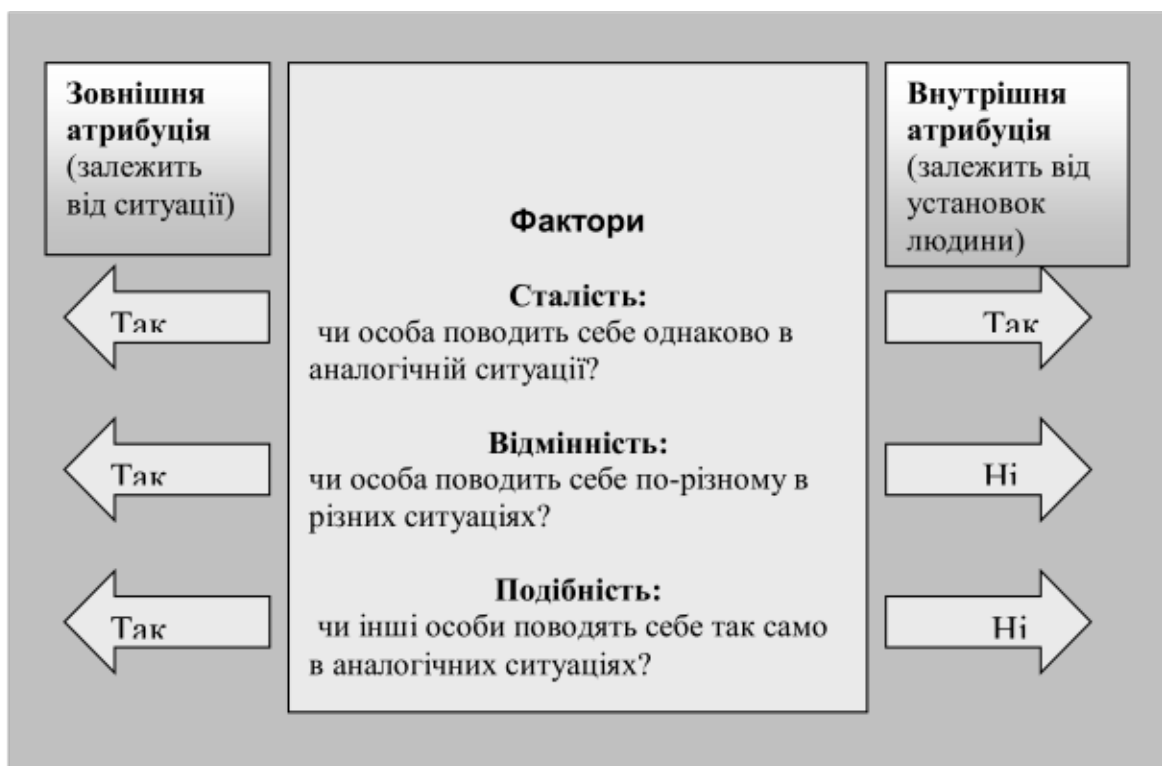 Зовнішня
атрибуція
(залежить
від ситуації)
Фактори
Сталість:
чи особа поводить себе однаково в
аналогічній ситуації?
Відмінність:
чи особа поводить себе по-різному в
різних ситуаціях?
Подібність:
чи інші особи поводять себе так само
в аналогічних ситуаціях?
Внутрішня
атрибуція
(залежить від
установок
людини)
Так
Так
Так
Ні
Так
Ні